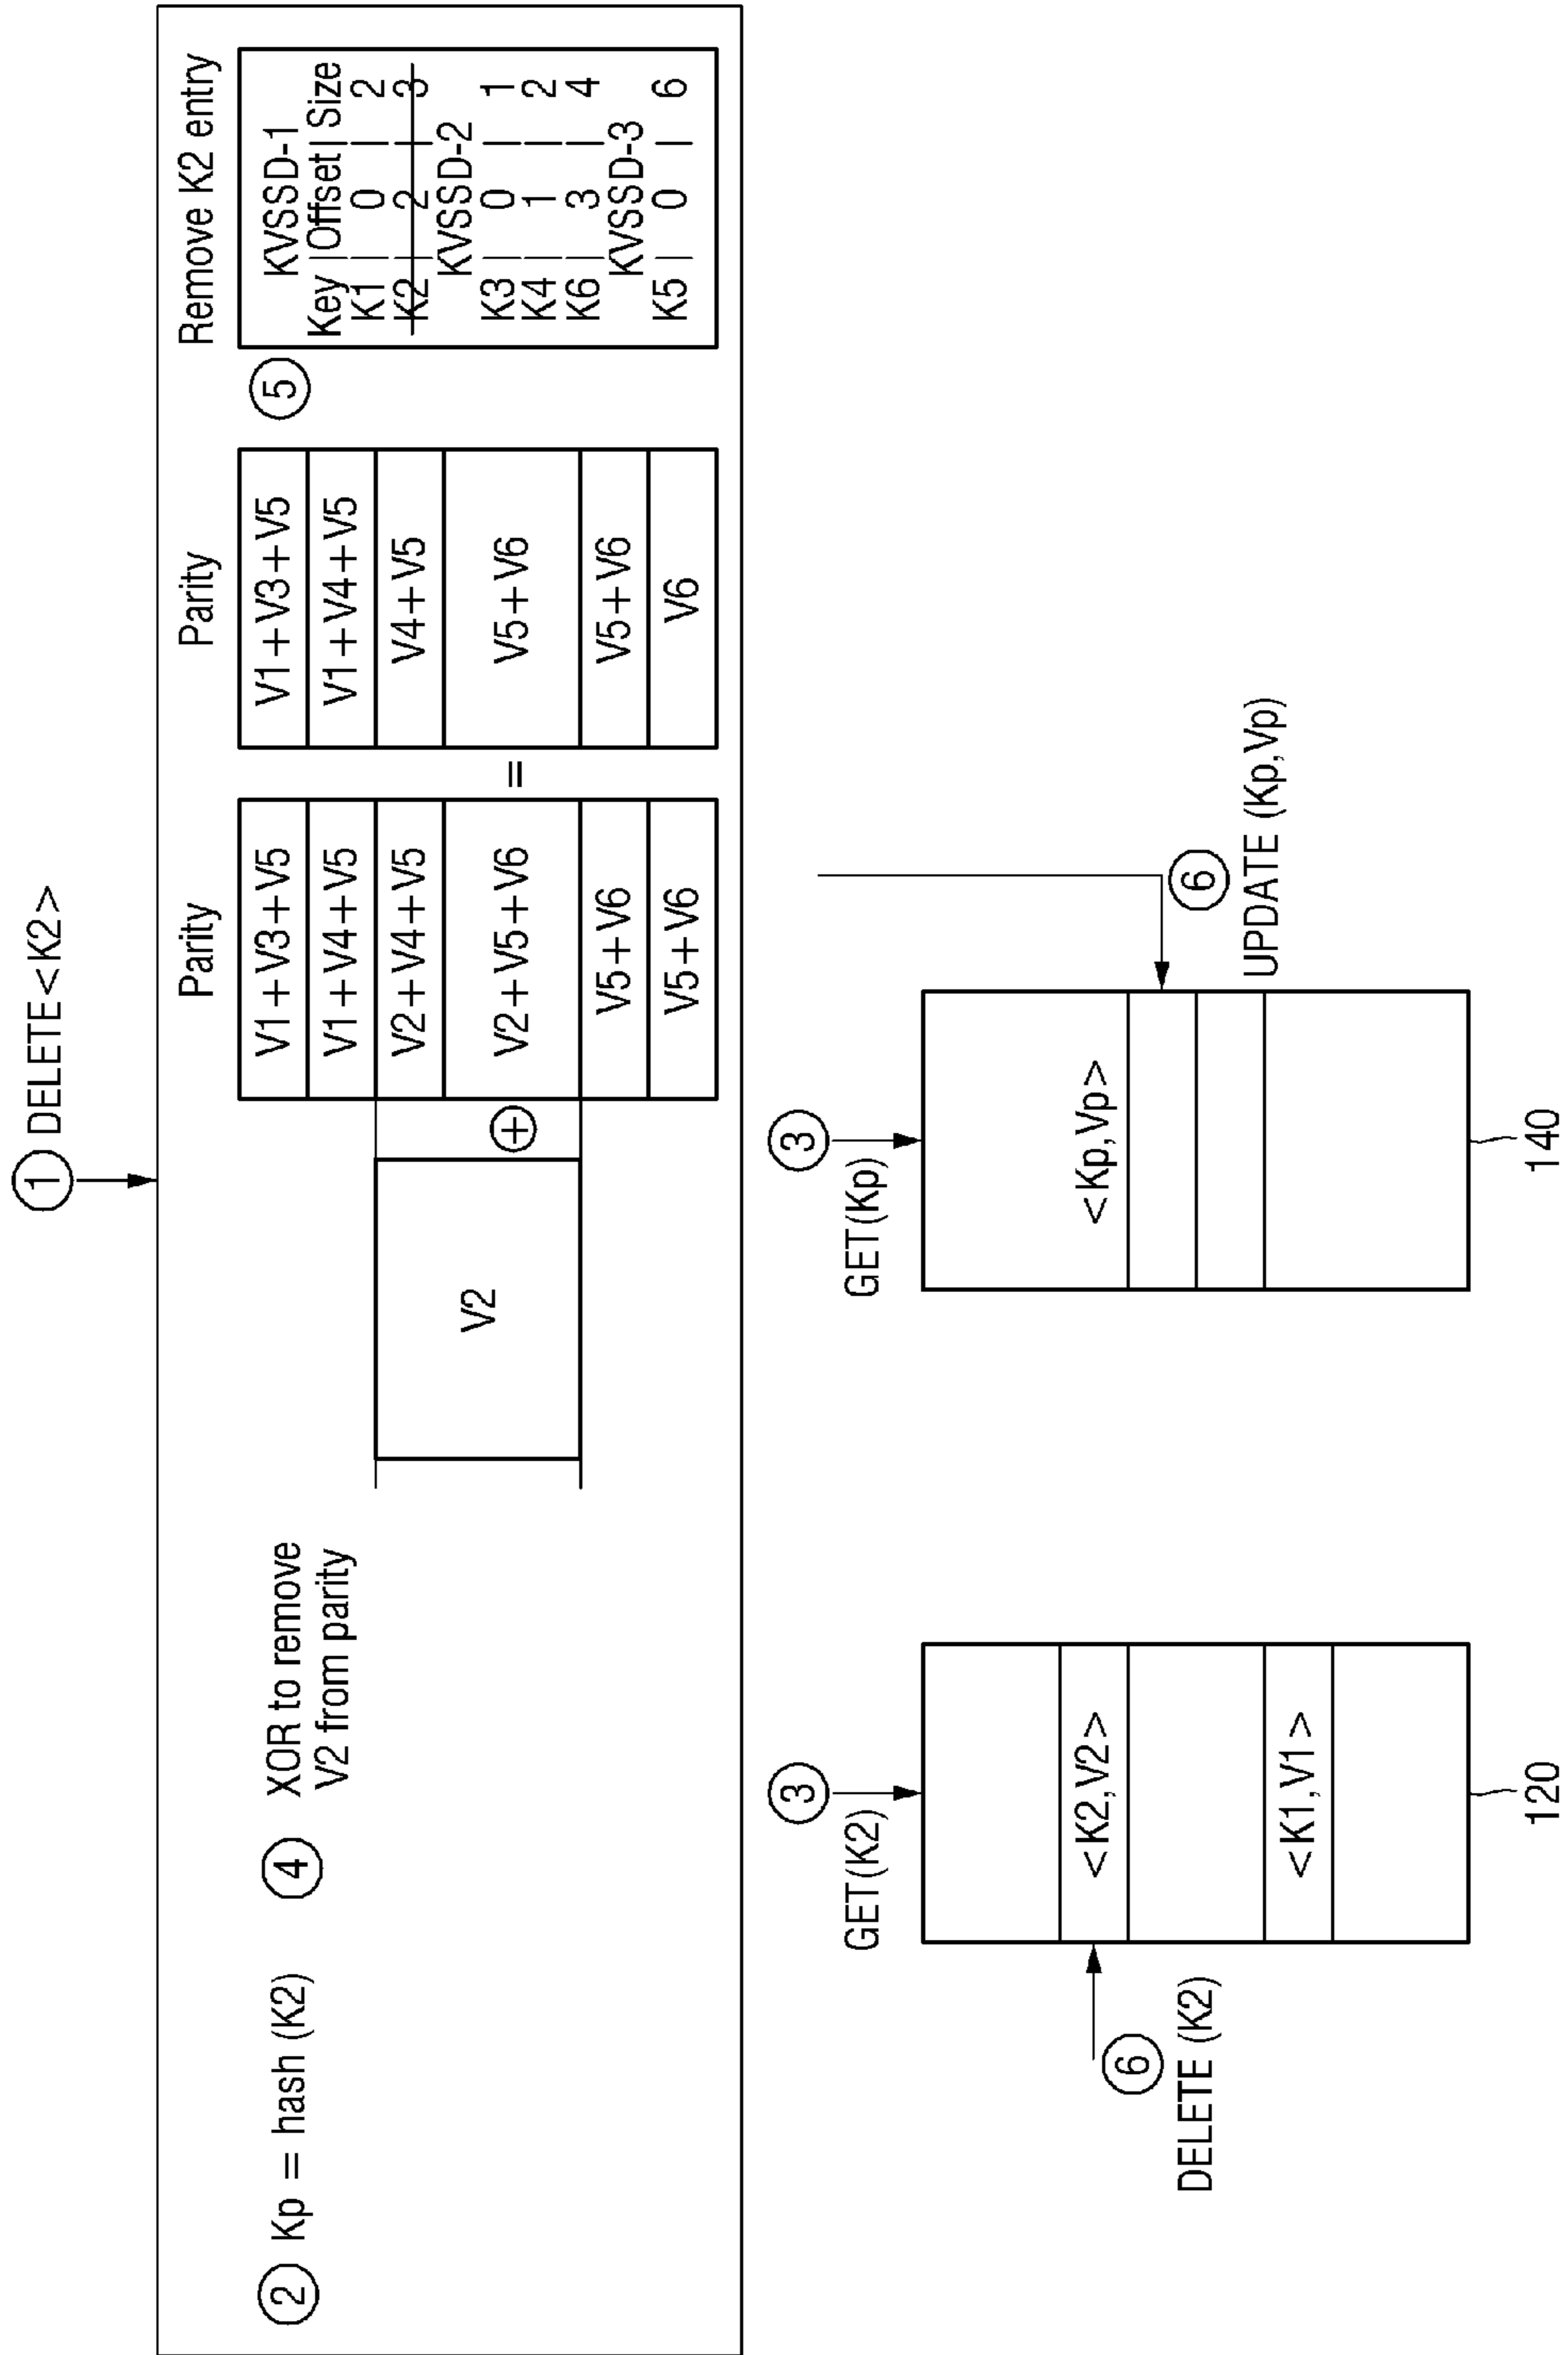 ① DELETE<K2>
② Kp = hash (K2)
④ XOR to remove
V2 from parity
V2
⊕
Parity
V1+V3+V5
V1+V4+V5
V2+V4+V5
V2+V5+V6
V5+V6
V5+V6
=
Parity
V1+V3+V5
V1+V4+V5
V4+V5
V5+V6
V5+V6
V6
⑤
Remove K2 entry
KVSSD-1
Key|Offset|Size
K1 | 0 | 2
K2 | 2 | 3
KVSSD-2
K3 | 0 | 1
K4 | 1 | 2
K6 | 3 | 4
KVSSD-3
K5 | 0 | 6
③
GET(K2)
<K2,V2>
<K1,V1>
⑥
DELETE (K2)
120
③
GET(Kp)
<Kp,Vp>
⑥
UPDATE (Kp,Vp)
140